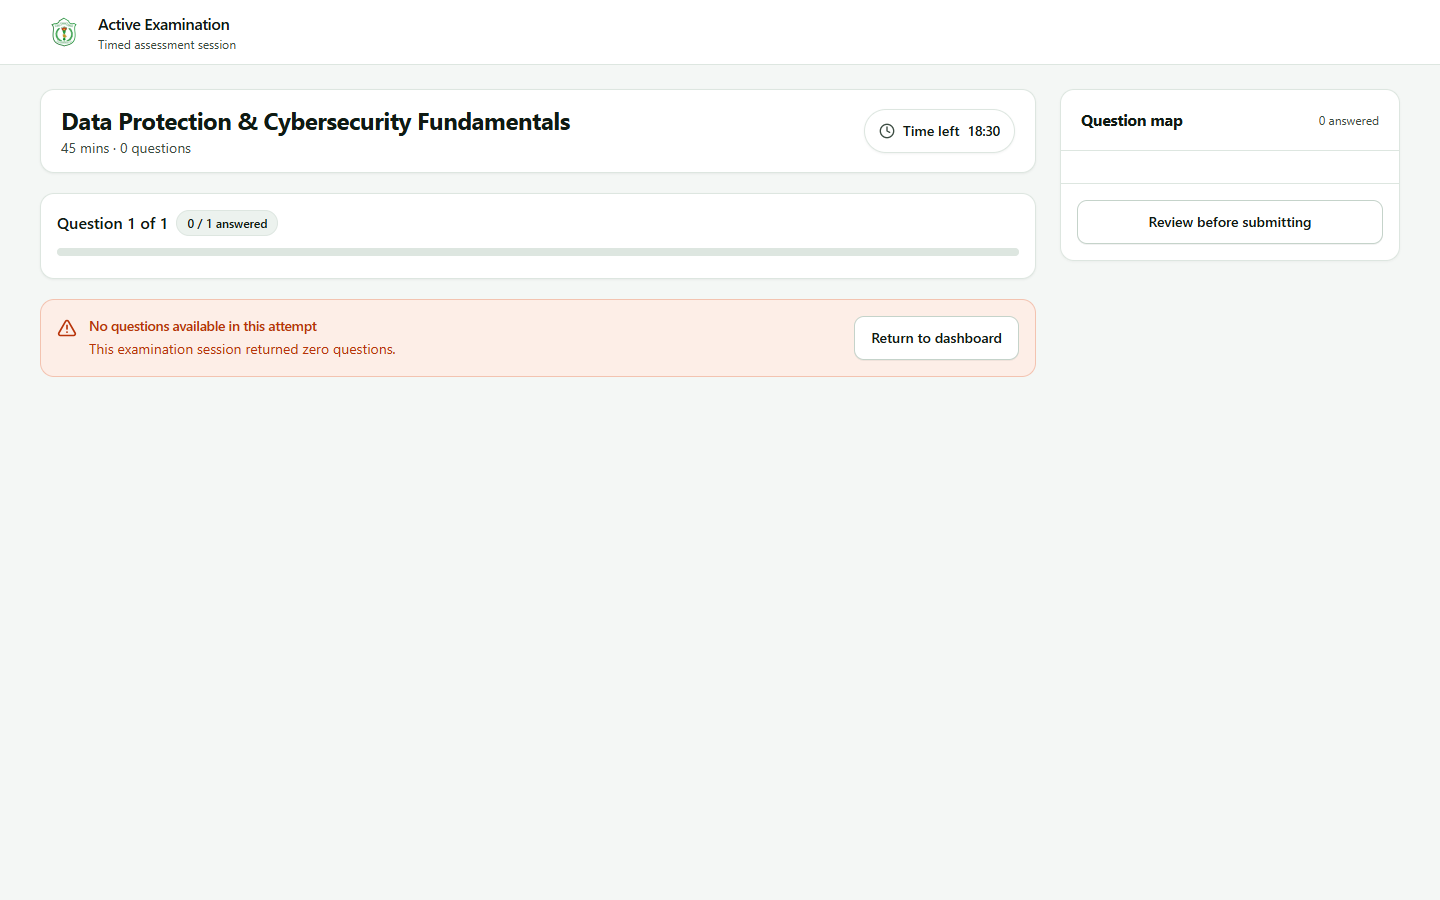 Active Examination
Timed assessment session
Data Protection & Cybersecurity Fundamentals
45 mins · 0 questions
Time left 18:30
Question 1 of 1
0 / 1 answered
No questions available in this attempt
This examination session returned zero questions.
Return to dashboard
Question map
0 answered
Review before submitting